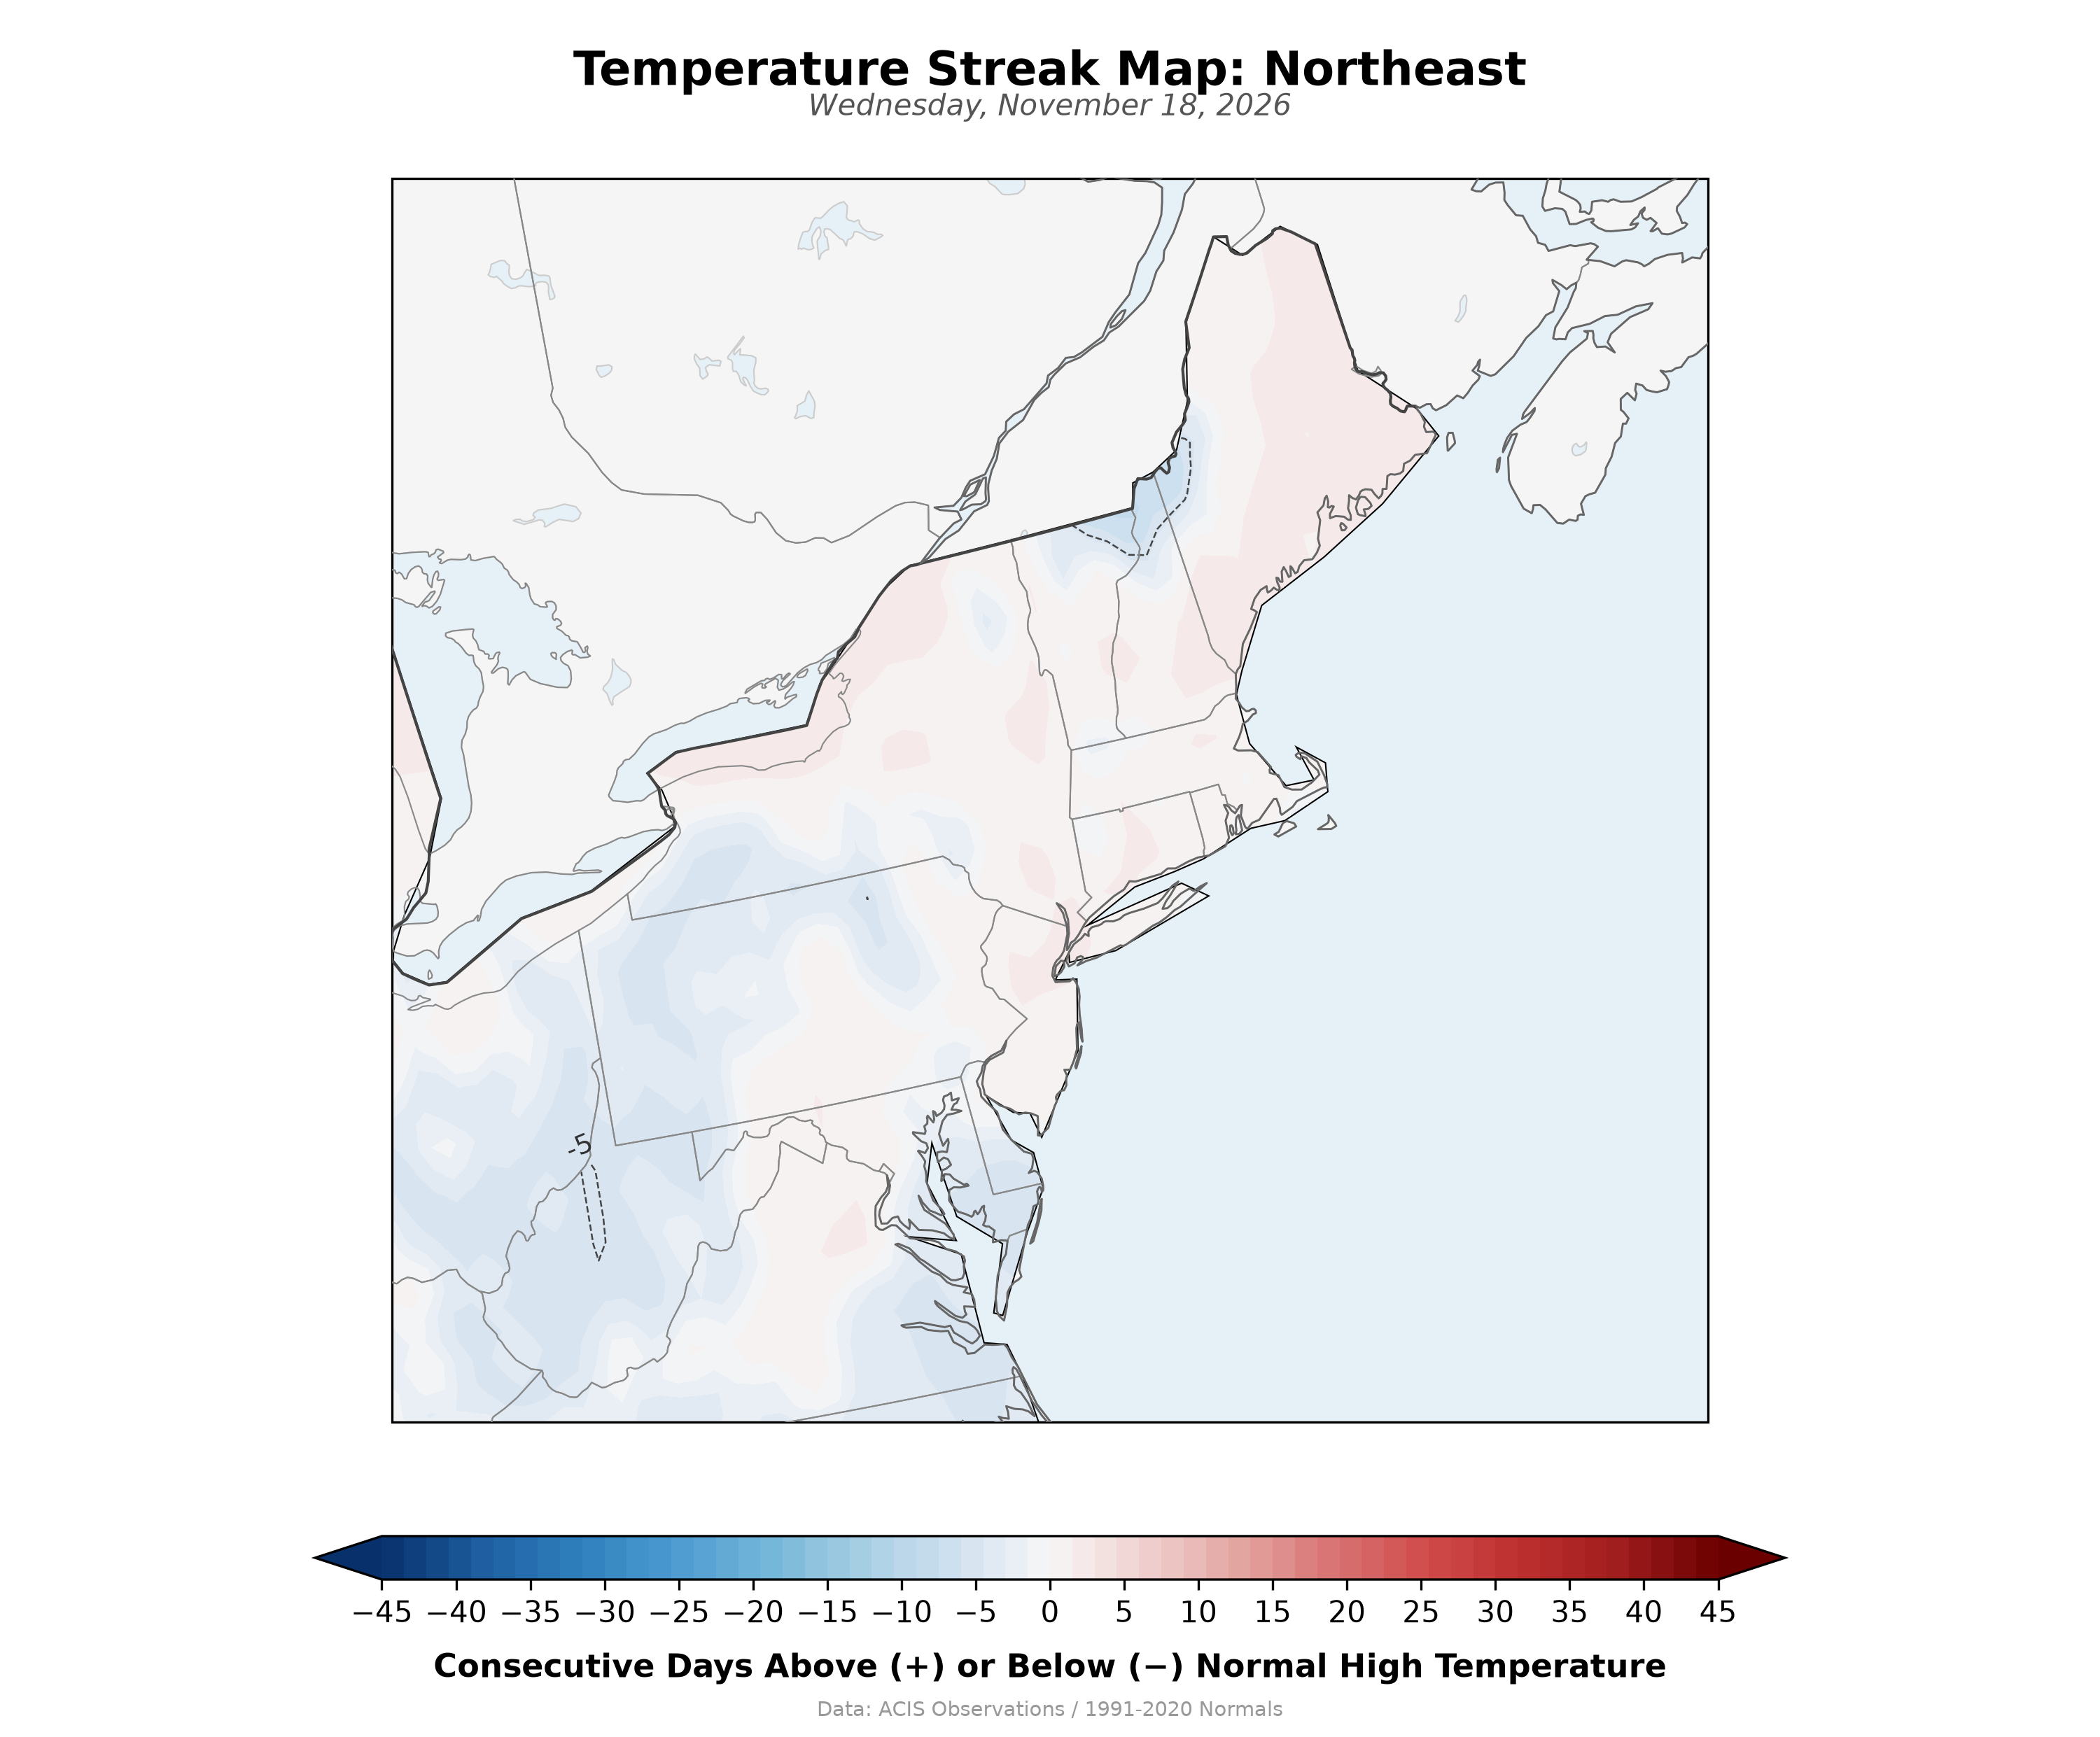 Temperature Streak Map: Northeast
Wednesday, November 18, 2026
-5
−45 −40 −35 −30 −25 −20 −15 −10 −5 0 5 10 15 20 25 30 35 40 45
Consecutive Days Above (+) or Below (−) Normal High Temperature
Data: ACIS Observations / 1991-2020 Normals